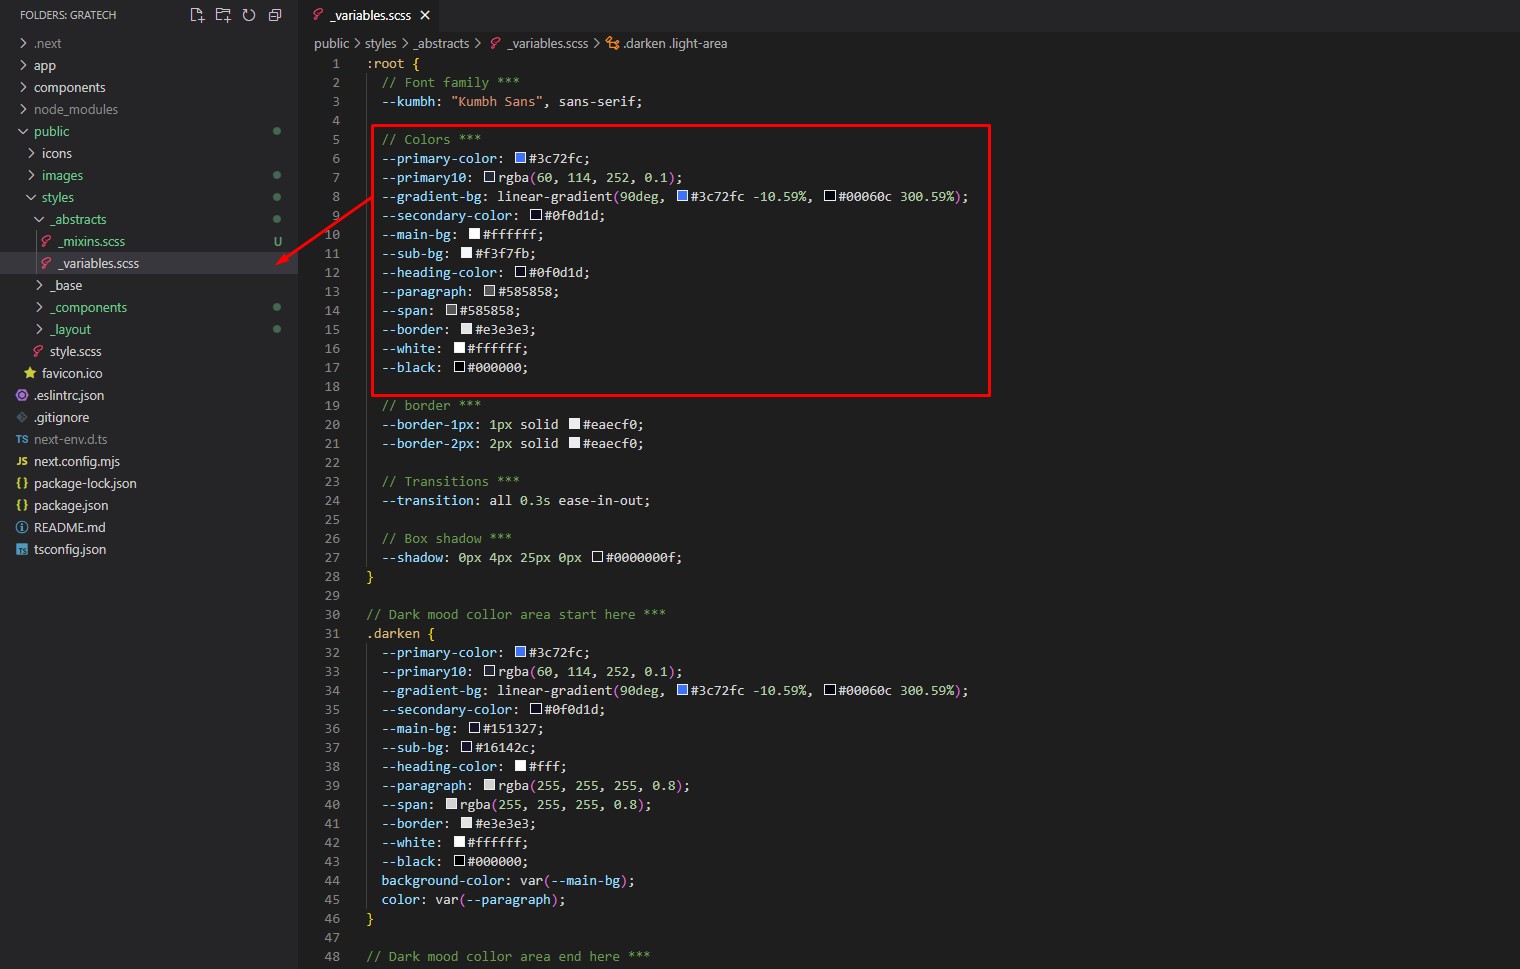 FOLDERS: GRATECH
.next
app
components
node_modules
public
icons
images
styles
_abstracts
_mixins.scss U
_variables.scss
_base
_components
_layout
style.scss
favicon.ico
.eslintrc.json
.gitignore
TS next-env.d.ts
JS next.config.mjs
{} package-lock.json
{} package.json
README.md
TS tsconfig.json
_variables.scss
public > styles > _abstracts > _variables.scss > .darken .light-area
1 :root {
2 // Font family ***
3 --kumbh: "Kumbh Sans", sans-serif;
4
5 // Colors ***
6 --primary-color: #3c72fc;
7 --primary10: rgba(60, 114, 252, 0.1);
8 --gradient-bg: linear-gradient(90deg, #3c72fc -10.59%, #00060c 300.59%);
9 --secondary-color: #0f0d1d;
10 --main-bg: #ffffff;
11 --sub-bg: #f3f7fb;
12 --heading-color: #0f0d1d;
13 --paragraph: #585858;
14 --span: #585858;
15 --border: #e3e3e3;
16 --white: #ffffff;
17 --black: #000000;
18
19 // border ***
20 --border-1px: 1px solid #eaecf0;
21 --border-2px: 2px solid #eaecf0;
22
23 // Transitions ***
24 --transition: all 0.3s ease-in-out;
25
26 // Box shadow ***
27 --shadow: 0px 4px 25px 0px #0000000f;
28 }
29
30 // Dark mood collor area start here ***
31 .darken {
32 --primary-color: #3c72fc;
33 --primary10: rgba(60, 114, 252, 0.1);
34 --gradient-bg: linear-gradient(90deg, #3c72fc -10.59%, #00060c 300.59%);
35 --secondary-color: #0f0d1d;
36 --main-bg: #151327;
37 --sub-bg: #16142c;
38 --heading-color: #fff;
39 --paragraph: rgba(255, 255, 255, 0.8);
40 --span: rgba(255, 255, 255, 0.8);
41 --border: #e3e3e3;
42 --white: #ffffff;
43 --black: #000000;
44 background-color: var(--main-bg);
45 color: var(--paragraph);
46 }
47
48 // Dark mood collor area end here ***